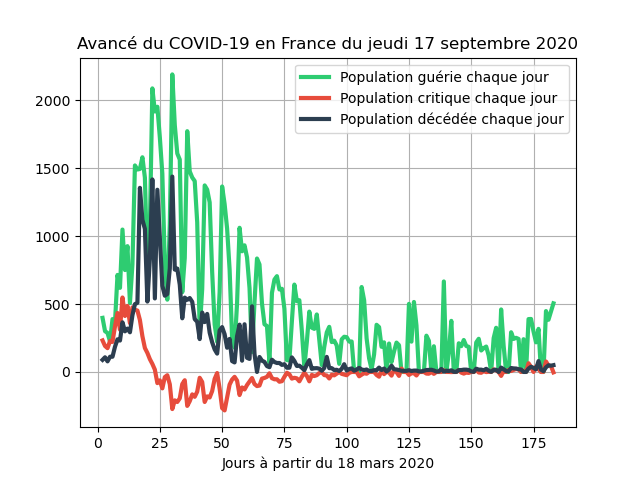 Avancé du COVID-19 en France du jeudi 17 septembre 2020
Population guérie chaque jour
Population critique chaque jour
Population décédée chaque jour
2000
1500
1000
500
0
0 25 50 75 100 125 150 175
Jours à partir du 18 mars 2020